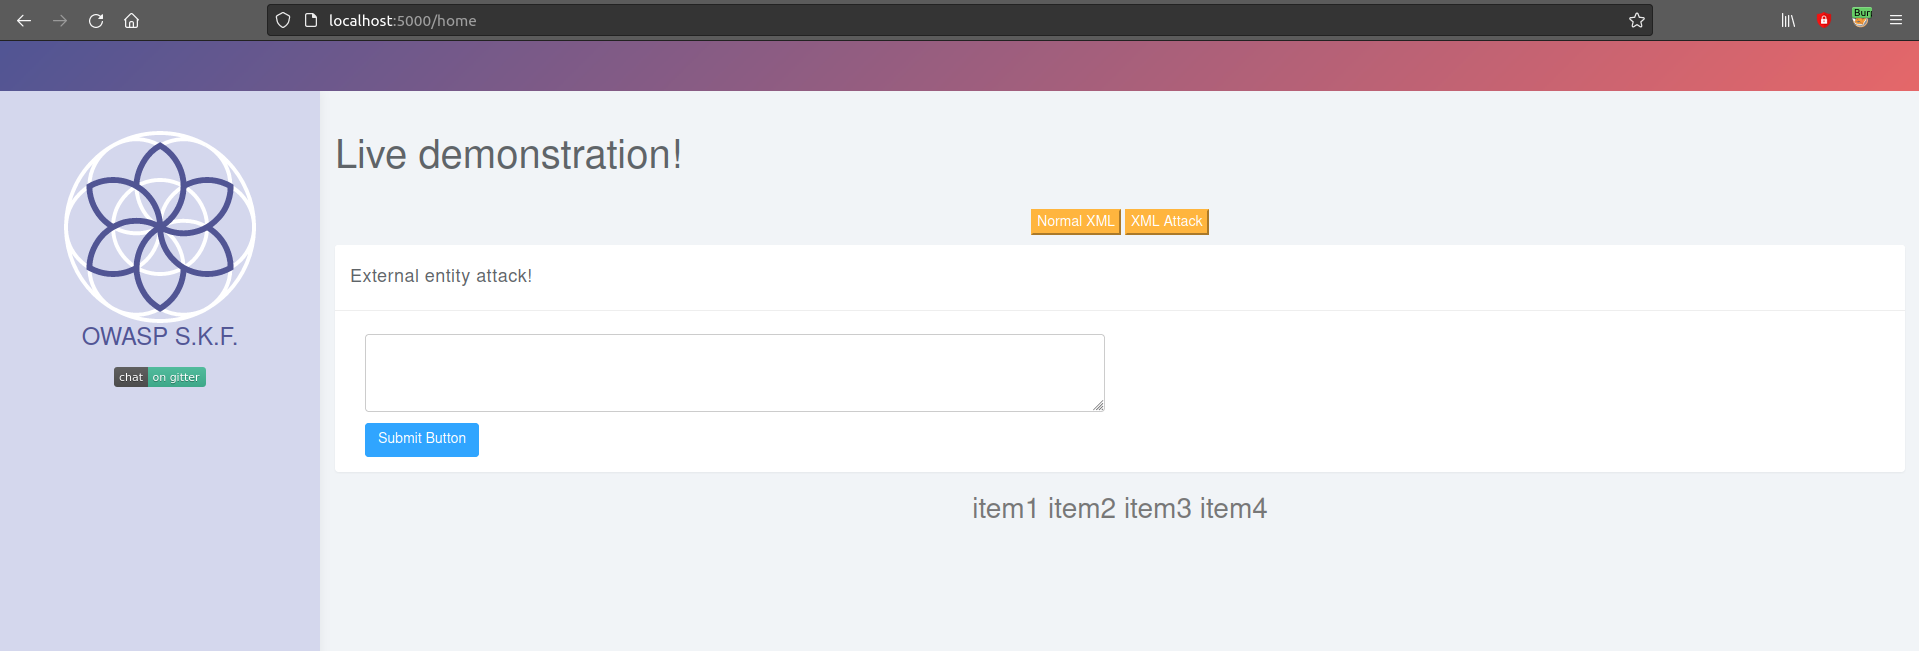 localhost:5000/home
Bur
Live demonstration!
Normal XML XML Attack
External entity attack!
OWASP S.K.F.
chat on gitter
Submit Button
item1 item2 item3 item4